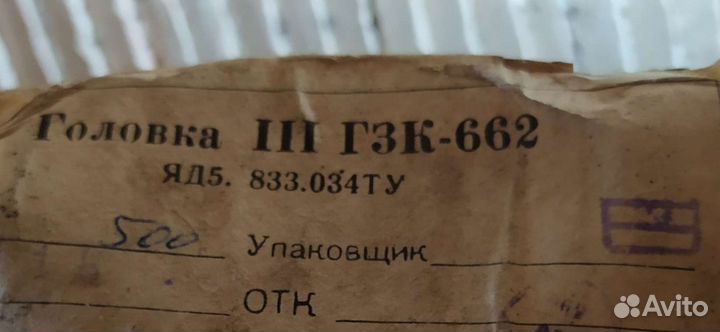 Головка III ГЗК-662
ЯД5. 833.034ТУ
500 Упаковщик
ОТК
Avito